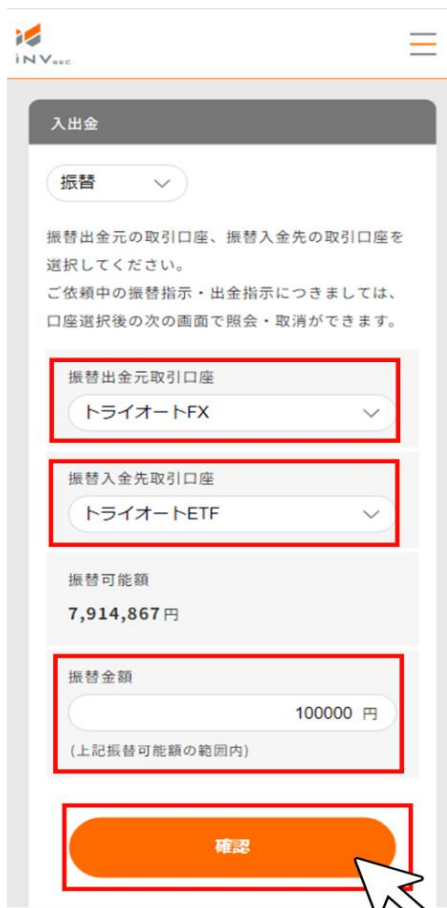 iNVsec.
入出金
振替
振替出金元の取引口座、振替入金先の取引口座を
選択してください。
ご依頼中の振替指示・出金指示につきましては、
口座選択後の次の画面で照会・取消ができます。
振替出金元取引口座
トライオートFX
振替入金先取引口座
トライオートETF
振替可能額
7,914,867円
振替金額
100000 円
(上記振替可能額の範囲内)
確認